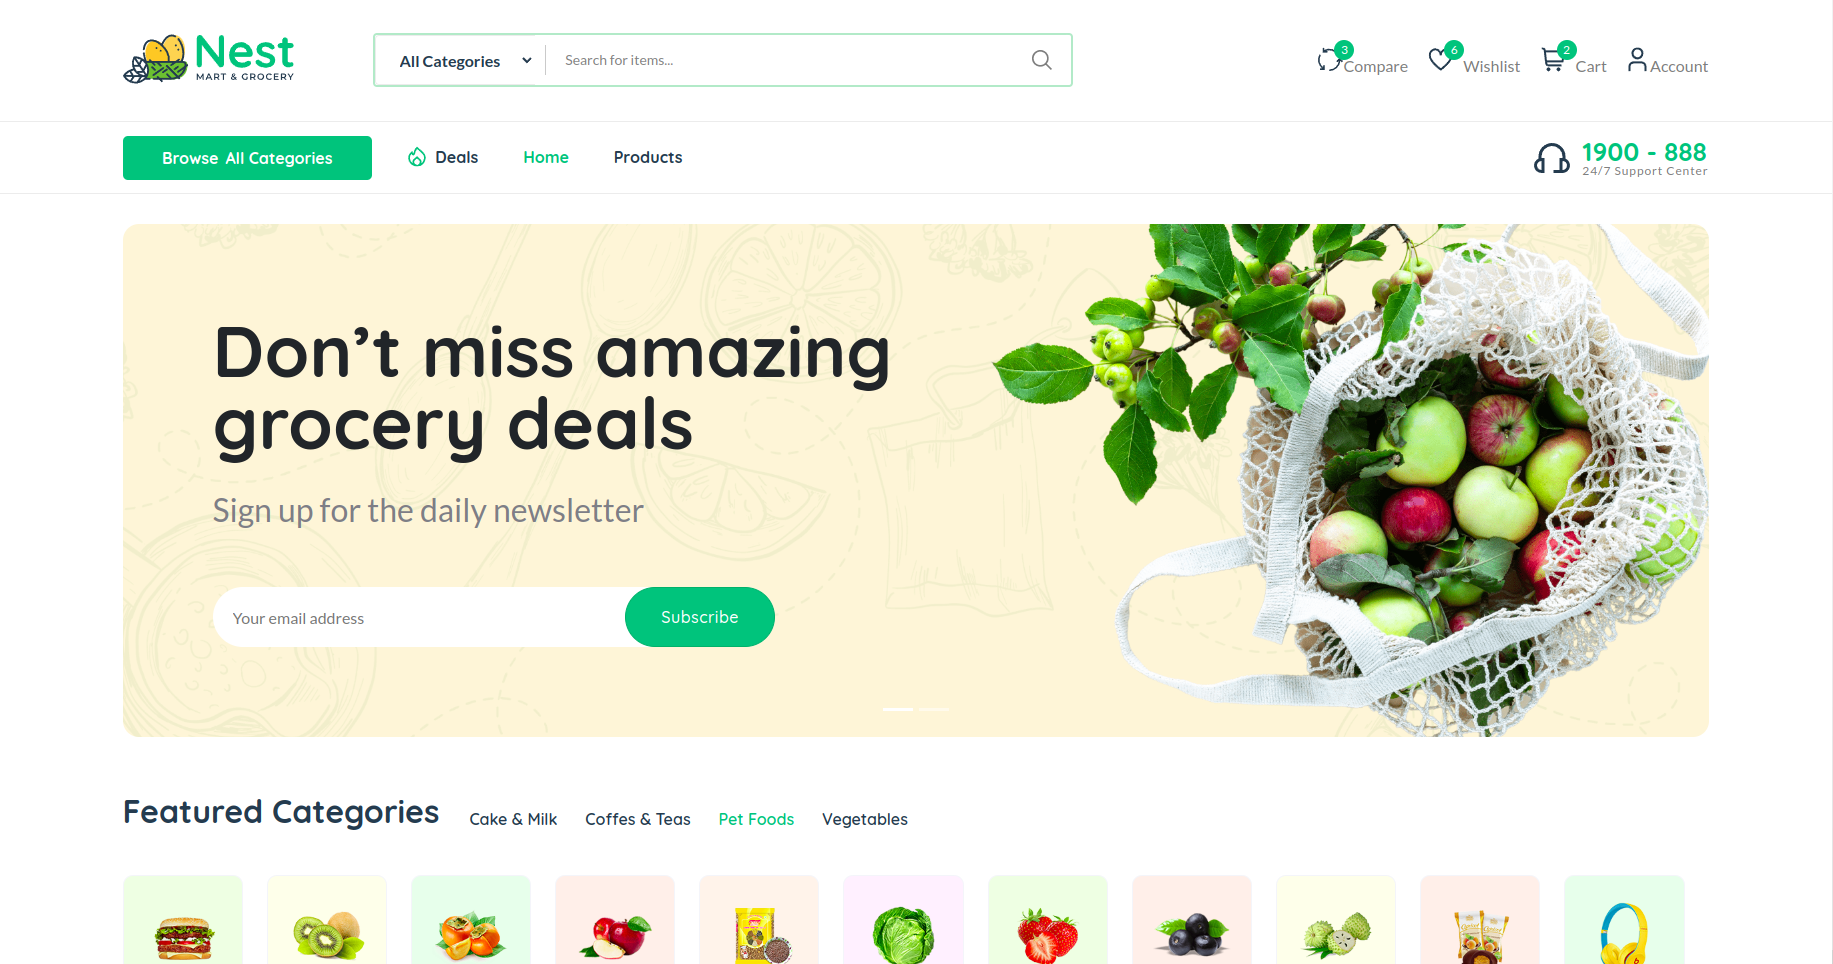 Nest
MART & GROCERY
All Categories
Search for items...
3
Compare
6
Wishlist
2
Cart
Account
Browse All Categories
Deals
Home
Products
1900 - 888
24/7 Support Center
Don’t miss amazing
grocery deals
Sign up for the daily newsletter
Your email address
Subscribe
Featured Categories
Cake & Milk
Coffes & Teas
Pet Foods
Vegetables